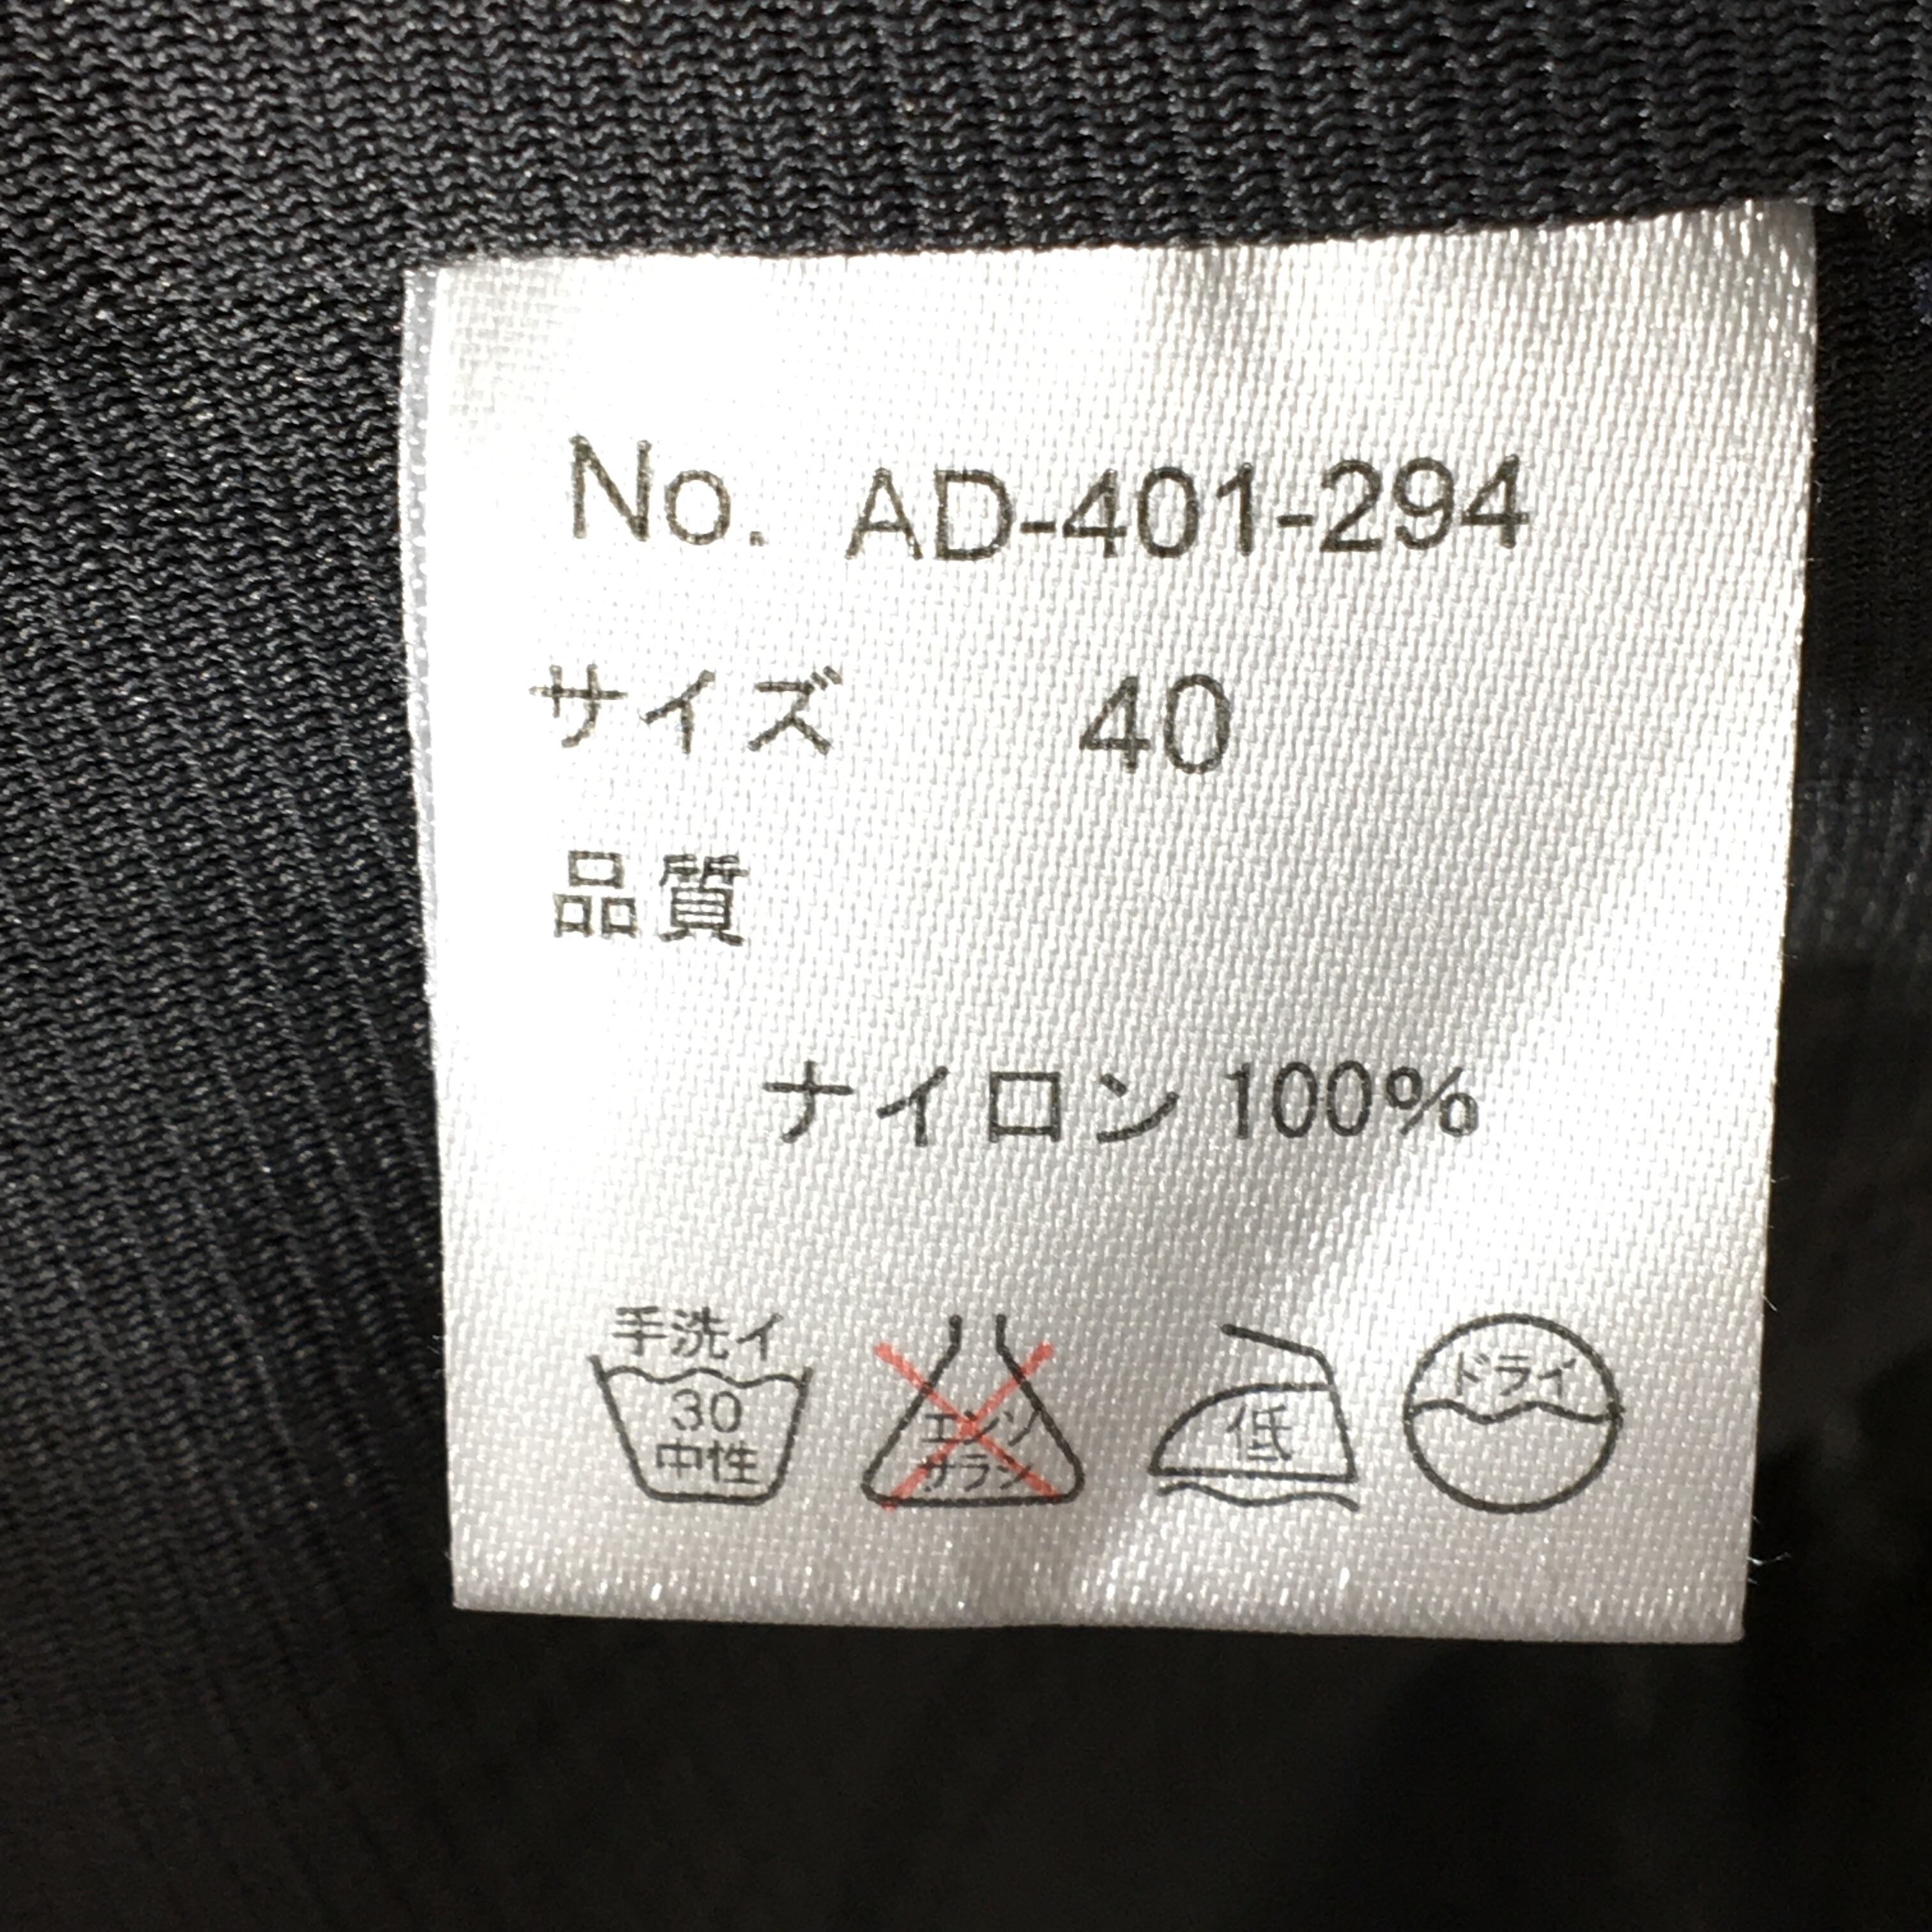 No. AD-401-294
サイズ 40
品質
ナイロン 100%
手洗イ
30
中性
エンソ
サラシ
低
ドライ